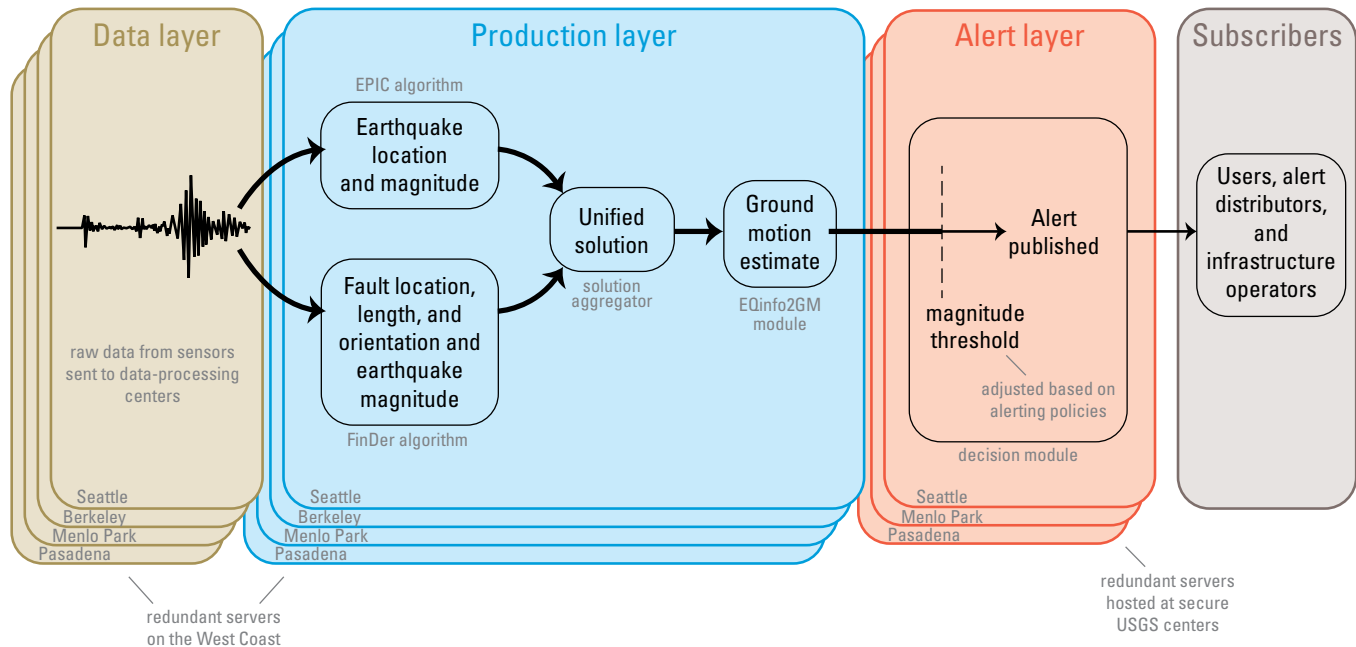 Data layer
raw data from sensors
sent to data-processing
centers
Seattle
Berkeley
Menlo Park
Pasadena
redundant servers
on the West Coast
Production layer
EPIC algorithm
Earthquake
location
and magnitude
Fault location,
length, and
orientation and
earthquake
magnitude
FinDer algorithm
Unified
solution
solution
aggregator
Ground
motion
estimate
EQinfo2GM
module
Seattle
Berkeley
Menlo Park
Pasadena
Alert layer
Alert
published
magnitude
threshold
adjusted based on
alerting policies
decision module
Seattle
Menlo Park
Pasadena
redundant servers
hosted at secure
USGS centers
Subscribers
Users, alert
distributors,
and
infrastructure
operators